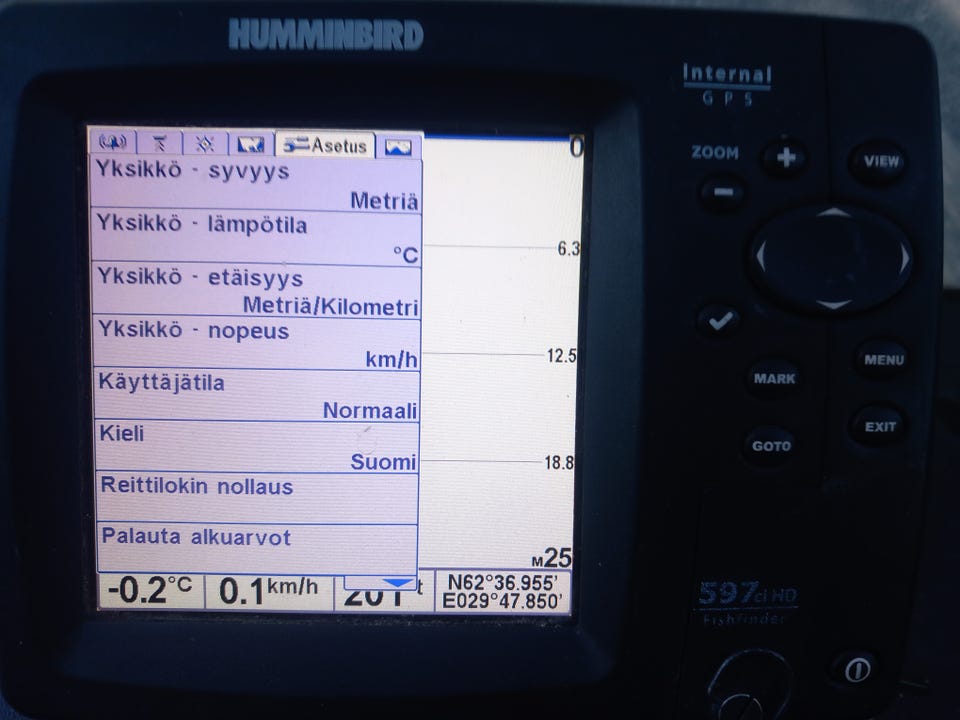 HUMMINBIRD
Internal
GPS
ZOOM
+
VIEW
-
MARK
MENU
GOTO
EXIT
597ci HD
Fishfinder
Asetus
Yksikkö - syvyys
Metriä
Yksikkö - lämpötila
°C
Yksikkö - etäisyys
Metriä/Kilometri
Yksikkö - nopeus
km/h
Käyttäjätila
Normaali
Kieli
Suomi
Reittilokin nollaus
Palauta alkuarvot
0
6.3
12.5
18.8
M25
-0.2°C
0.1km/h
t
N62°36.955'
E029°47.850'